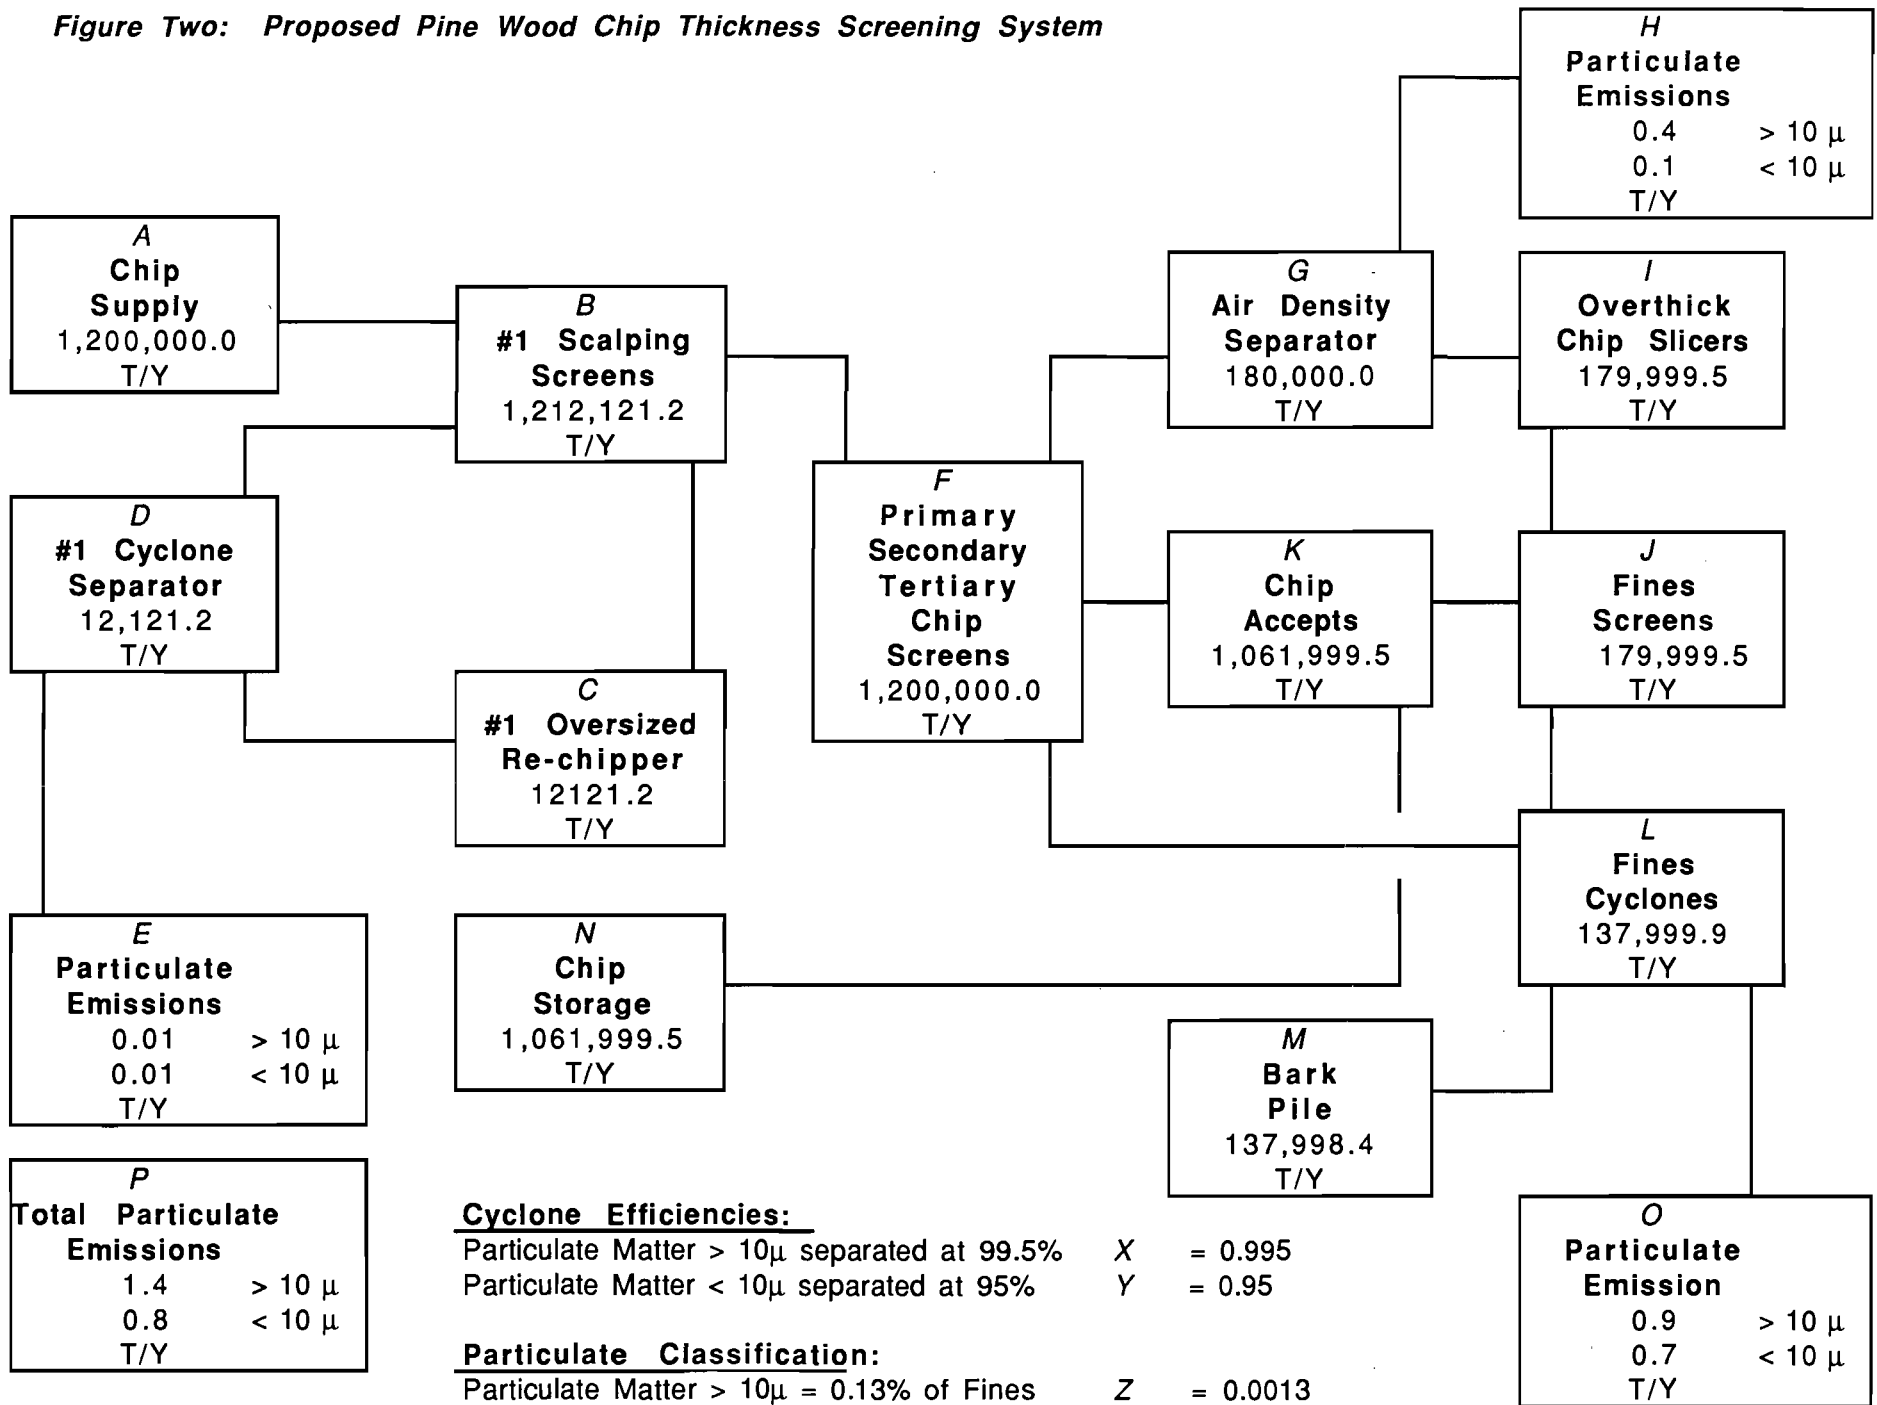 Figure Two: Proposed Pine Wood Chip Thickness Screening System
A
Chip
Supply
1,200,000.0
T/Y
B
#1 Scalping
Screens
1,212,121.2
T/Y
D
#1 Cyclone
Separator
12,121.2
T/Y
C
#1 Oversized
Re-chipper
12121.2
T/Y
E
Particulate
Emissions
0.01 > 10 μ
0.01 < 10 μ
T/Y
F
Primary
Secondary
Tertiary
Chip
Screens
1,200,000.0
T/Y
G
Air Density
Separator
180,000.0
T/Y
H
Particulate
Emissions
0.4 > 10 μ
0.1 < 10 μ
T/Y
I
Overthick
Chip Slicers
179,999.5
T/Y
K
Chip
Accepts
1,061,999.5
T/Y
J
Fines
Screens
179,999.5
T/Y
L
Fines
Cyclones
137,999.9
T/Y
N
Chip
Storage
1,061,999.5
T/Y
M
Bark
Pile
137,998.4
T/Y
O
Particulate
Emission
0.9 > 10 μ
0.7 < 10 μ
T/Y
P
Total Particulate
Emissions
1.4 > 10 μ
0.8 < 10 μ
T/Y
Cyclone Efficiencies:
Particulate Matter > 10μ separated at 99.5% X = 0.995
Particulate Matter < 10μ separated at 95% Y = 0.95
Particulate Classification:
Particulate Matter > 10μ = 0.13% of Fines Z = 0.0013